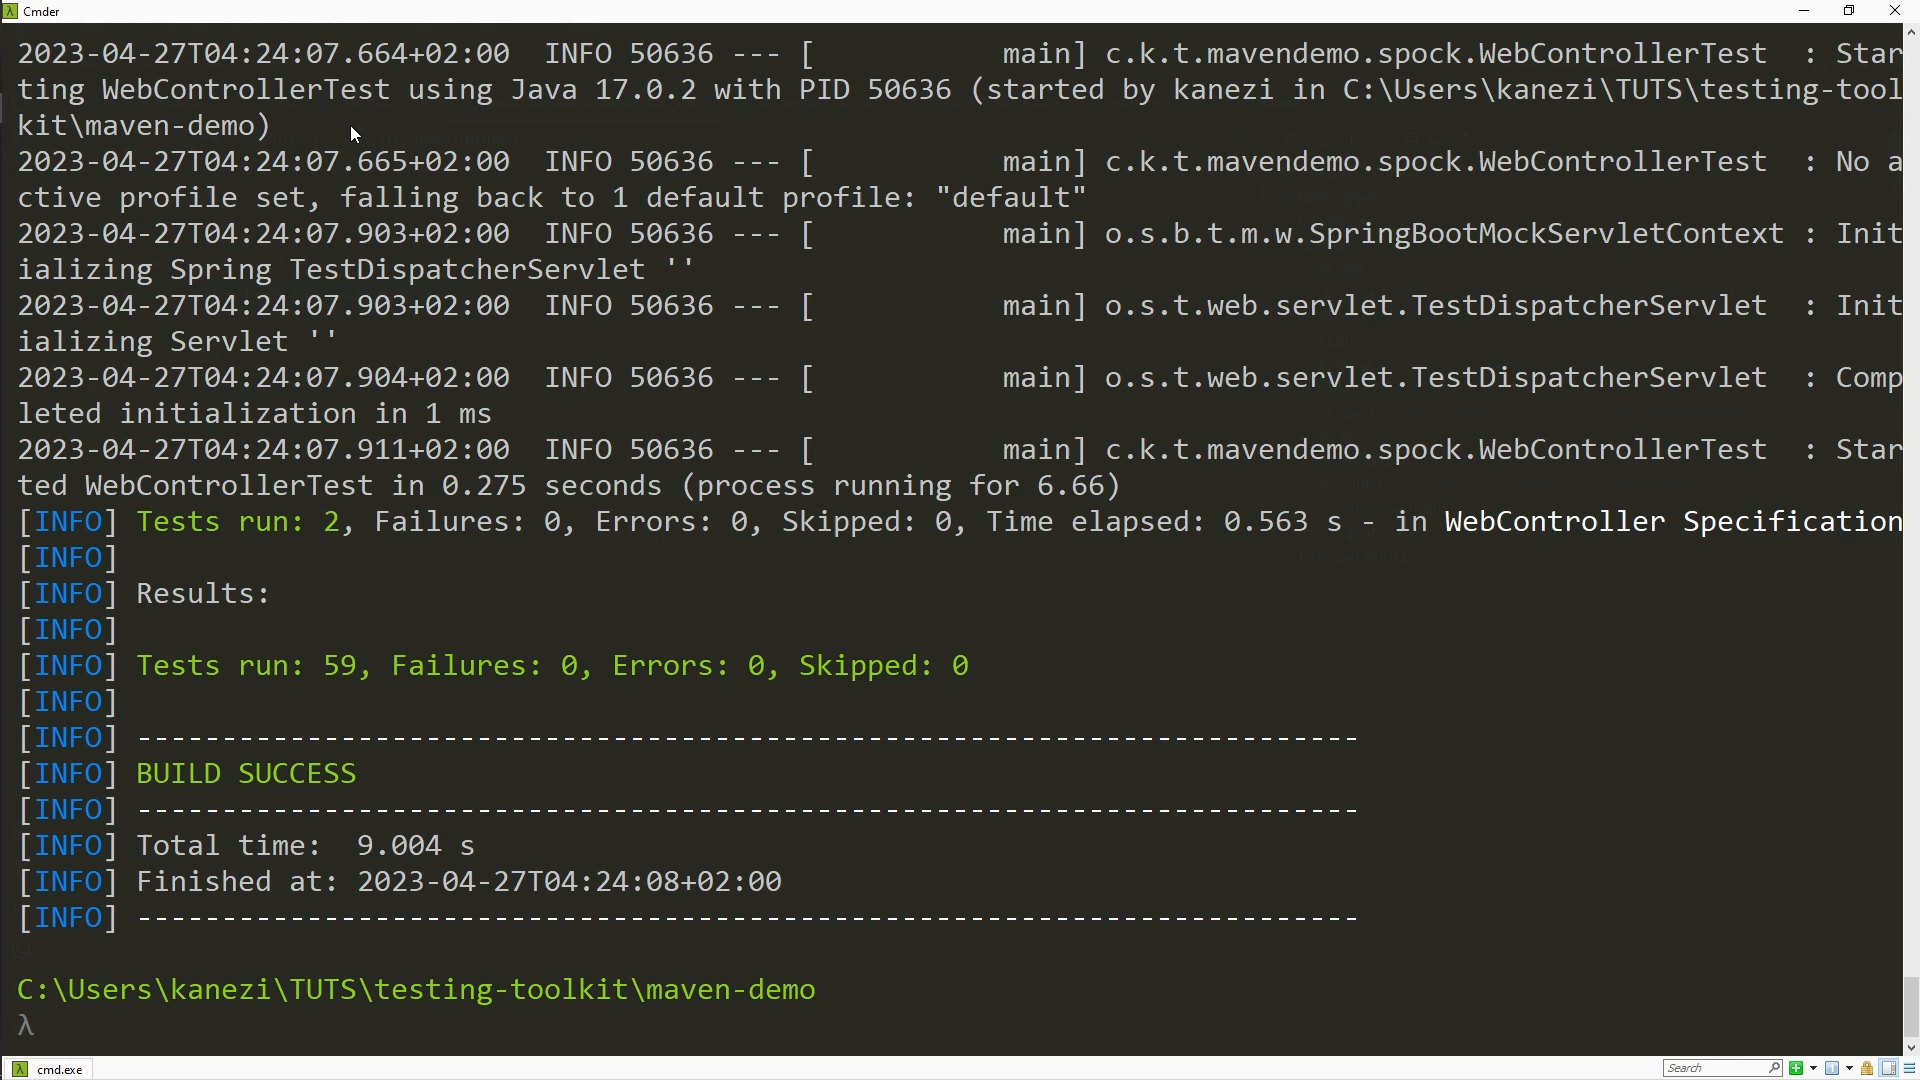 Cmder
2023-04-27T04:24:07.664+02:00  INFO 50636 --- [           main] c.k.t.mavendemo.spock.WebControllerTest  : Star
ting WebControllerTest using Java 17.0.2 with PID 50636 (started by kanezi in C:\Users\kanezi\TUTS\testing-tool
kit\maven-demo)
2023-04-27T04:24:07.665+02:00  INFO 50636 --- [           main] c.k.t.mavendemo.spock.WebControllerTest  : No a
ctive profile set, falling back to 1 default profile: "default"
2023-04-27T04:24:07.903+02:00  INFO 50636 --- [           main] o.s.b.t.m.w.SpringBootMockServletContext : Init
ializing Spring TestDispatcherServlet ''
2023-04-27T04:24:07.903+02:00  INFO 50636 --- [           main] o.s.t.web.servlet.TestDispatcherServlet  : Init
ializing Servlet ''
2023-04-27T04:24:07.904+02:00  INFO 50636 --- [           main] o.s.t.web.servlet.TestDispatcherServlet  : Comp
leted initialization in 1 ms
2023-04-27T04:24:07.911+02:00  INFO 50636 --- [           main] c.k.t.mavendemo.spock.WebControllerTest  : Star
ted WebControllerTest in 0.275 seconds (process running for 6.66)
[INFO] Tests run: 2, Failures: 0, Errors: 0, Skipped: 0, Time elapsed: 0.563 s - in WebController Specification
[INFO]
[INFO] Results:
[INFO]
[INFO] Tests run: 59, Failures: 0, Errors: 0, Skipped: 0
[INFO]
[INFO] ------------------------------------------------------------------------
[INFO] BUILD SUCCESS
[INFO] ------------------------------------------------------------------------
[INFO] Total time:  9.004 s
[INFO] Finished at: 2023-04-27T04:24:08+02:00
[INFO] ------------------------------------------------------------------------
C:\Users\kanezi\TUTS\testing-toolkit\maven-demo
λ
cmd.exe
Search